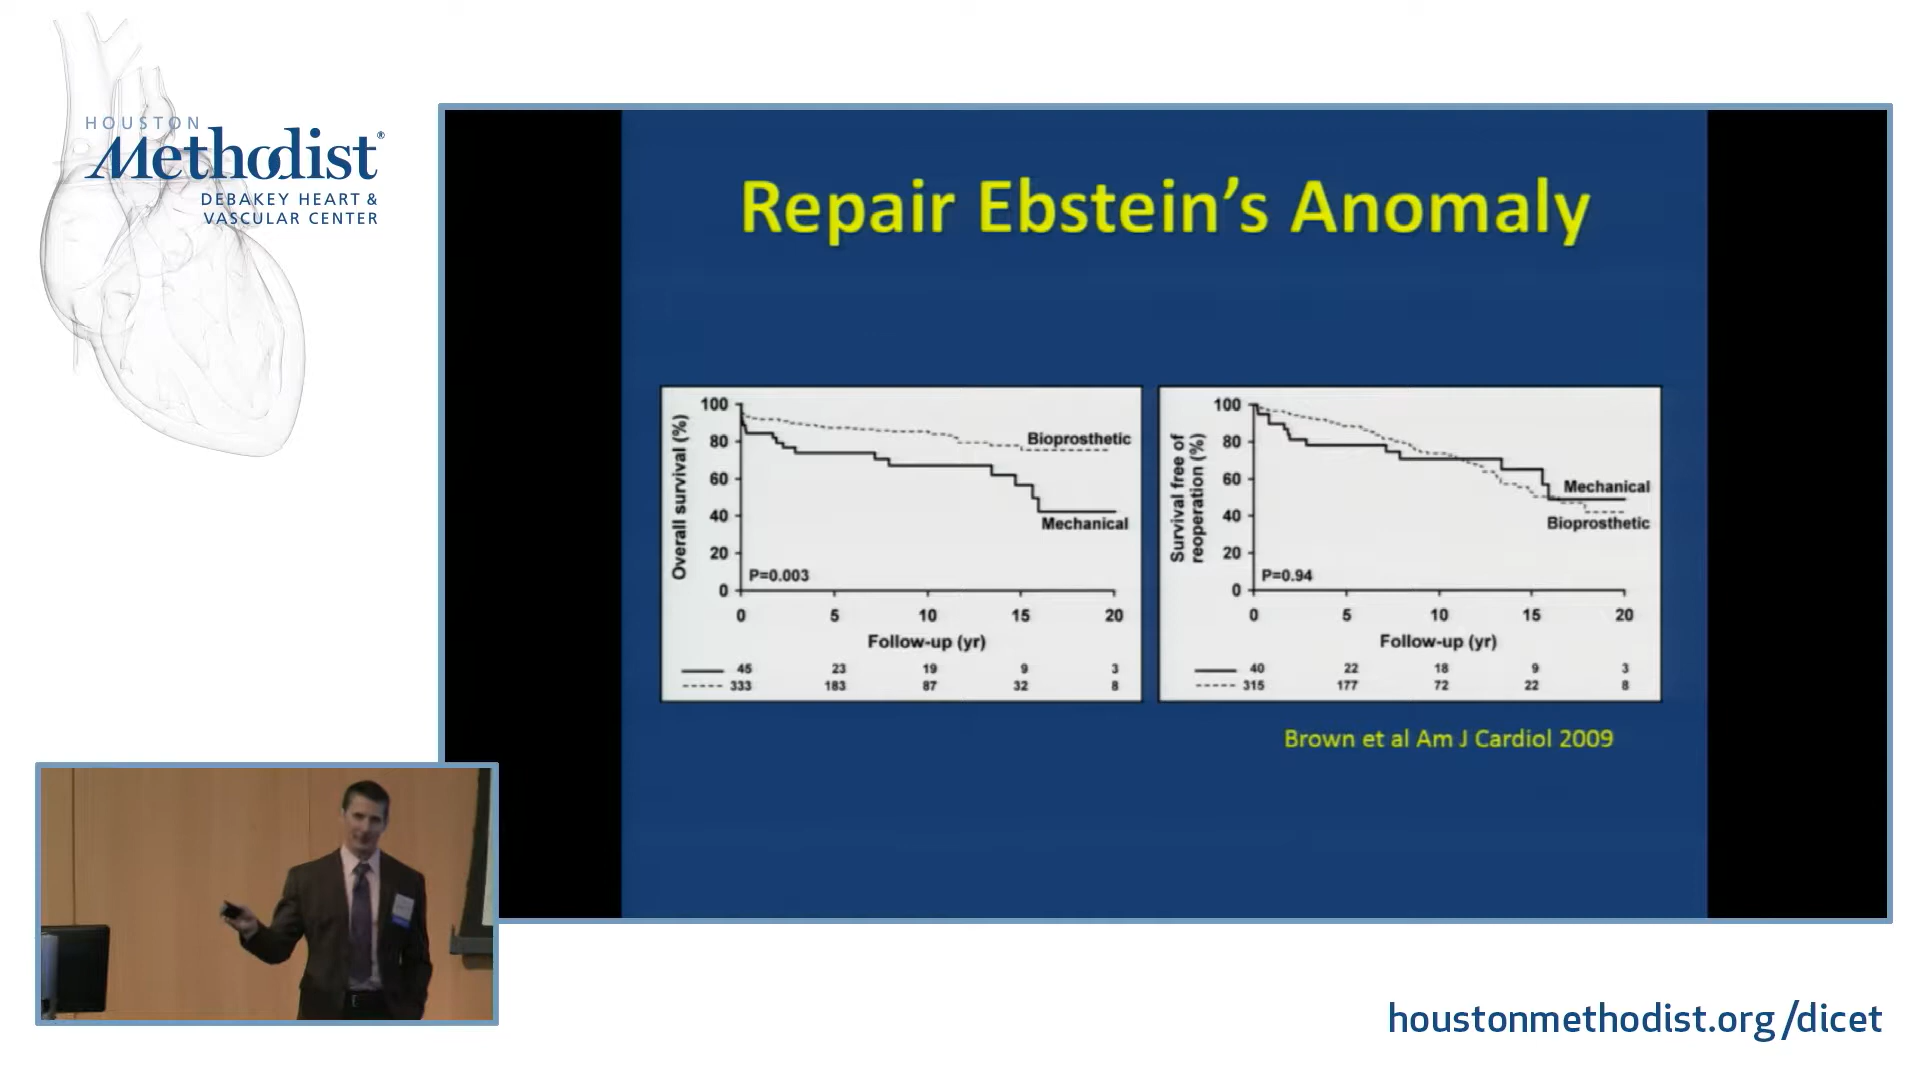 HOUSTON
Methodist®
DEBAKEY HEART &
VASCULAR CENTER
Repair Ebstein’s Anomaly
Overall survival (%)
100
80
60
40
20
0
Bioprosthetic
Mechanical
P=0.003
0 5 10 15 20
Follow-up (yr)
45 23 19 9 3
333 183 87 32 8
Survival free of
reoperation (%)
100
80
60
40
20
0
Mechanical
Bioprosthetic
P=0.94
0 5 10 15 20
Follow-up (yr)
40 22 18 9 3
315 177 72 22 8
Brown et al Am J Cardiol 2009
houstonmethodist.org/dicet